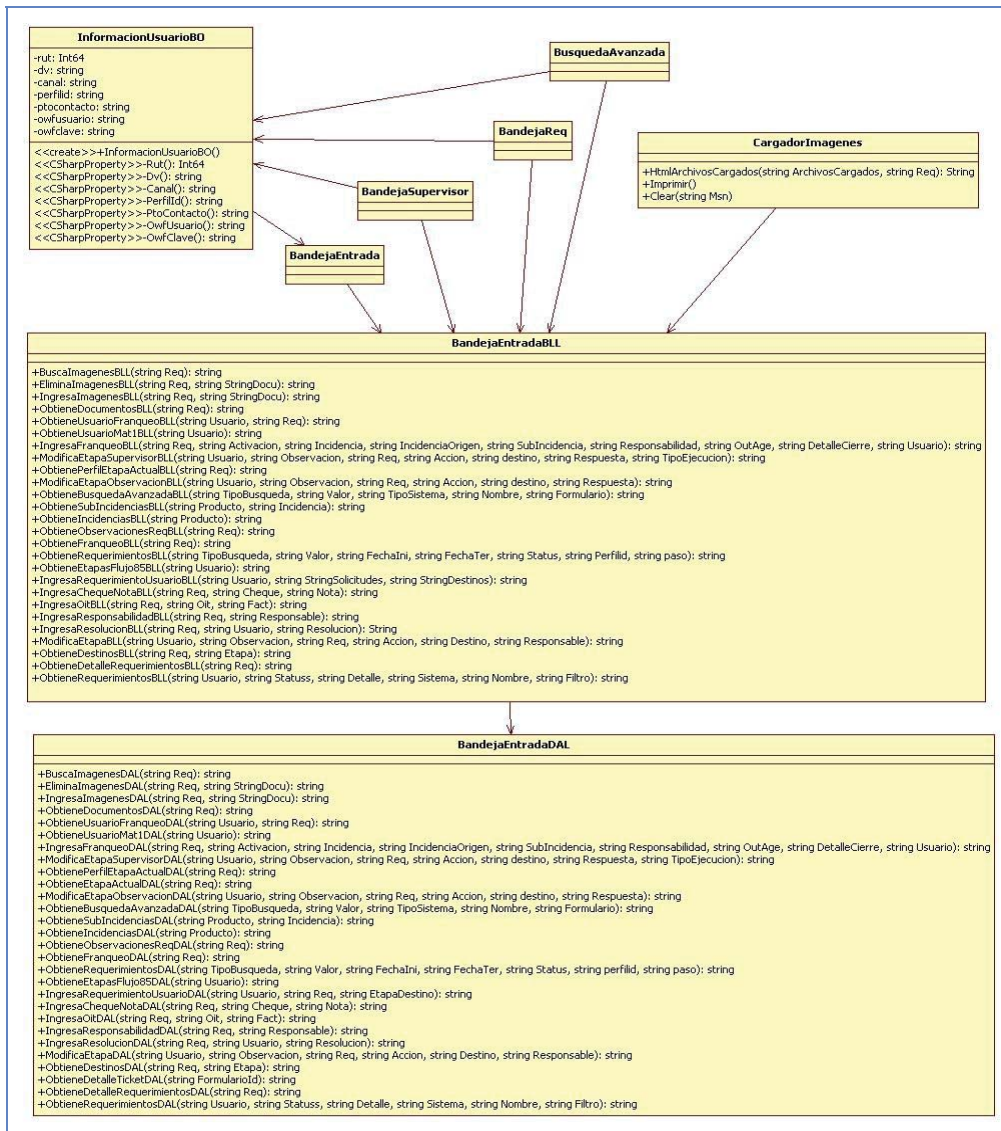 InformacionUsuarioBO
-rut: Int64
-dv: string
-canal: string
-perfilid: string
-ptocontacto: string
-owfusuario: string
-owfclave: string
<<create>>+InformacionUsuarioBO()
<<CSharpProperty>>-Rut(): Int64
<<CSharpProperty>>-Dv(): string
<<CSharpProperty>>-Canal(): string
<<CSharpProperty>>-PerfilId(): string
<<CSharpProperty>>-PtoContacto(): string
<<CSharpProperty>>-OwfUsuario(): string
<<CSharpProperty>>-OwfClave(): string
BusquedaAvanzada
BandejaReq
BandejaSupervisor
BandejaEntrada
CargadorImagenes
+HtmlArchivosCargados(string ArchivosCargados, string Req): String
+Imprimir()
+Clear(string Msn)
BandejaEntradaBLL
+BuscaImagenesBLL(string Req): string
+EliminaImagenesBLL(string Req, string StringDocu): string
+IngresaImagenesBLL(string Req, string StringDocu): string
+ObtieneDocumentosBLL(string Req): string
+ObtieneUsuarioFranqueoBLL(string Usuario, string Req): string
+ObtieneUsuarioMat1BLL(string Usuario): string
+IngresaFranqueoBLL(string Req, string Activacion, string Incidencia, string IncidenciaOrigen, string SubIncidencia, string Responsabilidad, string OutAge, string DetalleCierre, string Usuario): string
+ModificaEtapaSupervisorBLL(string Usuario, string Observacion, string Req, string Accion, string destino, string Respuesta, string TipoEjecucion): string
+ObtienePerfilEtapaActualBLL(string Req): string
+ModificaEtapaObservacionBLL(string Usuario, string Observacion, string Req, string Accion, string destino, string Respuesta): string
+ObtieneBusquedaAvanzadaBLL(string TipoBusqueda, string Valor, string TipoSistema, string Nombre, string Formulario): string
+ObtieneSubIncidenciasBLL(string Producto, string Incidencia): string
+ObtieneIncidenciasBLL(string Producto): string
+ObtieneObservacionesReqBLL(string Req): string
+ObtieneFranqueoBLL(string Req): string
+ObtieneRequerimientosBLL(string TipoBusqueda, string Valor, string FechaIni, string FechaTer, string Status, string Perfilid, string paso): string
+ObtieneEtapasFlujo85BLL(string Usuario): string
+IngresaRequerimientoUsuarioBLL(string Usuario, string StringSolicitudes, string StringDestinos): string
+IngresaChequeNotaBLL(string Req, string Cheque, string Nota): string
+IngresaOitBLL(string Req, string Oit, string Fact): string
+IngresaResponsabilidadBLL(string Req, string Responsable): string
+IngresaResolucionBLL(string Req, string Usuario, string Resolucion): String
+ModificaEtapaBLL(string Usuario, string Observacion, string Req, string Accion, string Destino, string Responsable): string
+ObtieneDestinosBLL(string Req, string Etapa): string
+ObtieneDetalleRequerimientosBLL(string Req): string
+ObtieneRequerimientosBLL(string Usuario, string Statuss, string Detalle, string Sistema, string Nombre, string Filtro): string
BandejaEntradaDAL
+BuscaImagenesDAL(string Req): string
+EliminaImagenesDAL(string Req, string StringDocu): string
+IngresaImagenesDAL(string Req, string StringDocu): string
+ObtieneDocumentosDAL(string Req): string
+ObtieneUsuarioFranqueoDAL(string Usuario, string Req): string
+ObtieneUsuarioMat1DAL(string Usuario): string
+IngresaFranqueoDAL(string Req, string Activacion, string Incidencia, string IncidenciaOrigen, string SubIncidencia, string Responsabilidad, string OutAge, string DetalleCierre, string Usuario): string
+ModificaEtapaSupervisorDAL(string Usuario, string Observacion, string Req, string Accion, string destino, string Respuesta, string TipoEjecucion): string
+ObtienePerfilEtapaActualDAL(string Req): string
+ObtieneEtapaActualDAL(string Req): string
+ModificaEtapaObservacionDAL(string Usuario, string Observacion, string Req, string Accion, string destino, string Respuesta): string
+ObtieneBusquedaAvanzadaDAL(string TipoBusqueda, string Valor, string TipoSistema, string Nombre, string Formulario): string
+ObtieneSubIncidenciasDAL(string Producto, string Incidencia): string
+ObtieneIncidenciasDAL(string Producto): string
+ObtieneObservacionesReqDAL(string Req): string
+ObtieneFranqueoDAL(string Req): string
+ObtieneRequerimientosDAL(string TipoBusqueda, string Valor, string FechaIni, string FechaTer, string Status, string perfilid, string paso): string
+ObtieneEtapasFlujo85DAL(string Usuario): string
+IngresaRequerimientoUsuarioDAL(string Usuario, string Req, string EtapaDestino): string
+IngresaChequeNotaDAL(string Req, string Cheque, string Nota): string
+IngresaOitDAL(string Req, string Oit, string Fact): string
+IngresaResponsabilidadDAL(string Req, string Responsable): string
+IngresaResolucionDAL(string Req, string Usuario, string Resolucion): string
+ModificaEtapaDAL(string Usuario, string Observacion, string Req, string Accion, string Destino, string Responsable): string
+ObtieneDestinosDAL(string Req, string Etapa): string
+ObtieneDetalleTicketDAL(string FormularioId): string
+ObtieneDetalleRequerimientosDAL(string Req): string
+ObtieneRequerimientosDAL(string Usuario, string Statuss, string Detalle, string Sistema, string Nombre, string Filtro): string